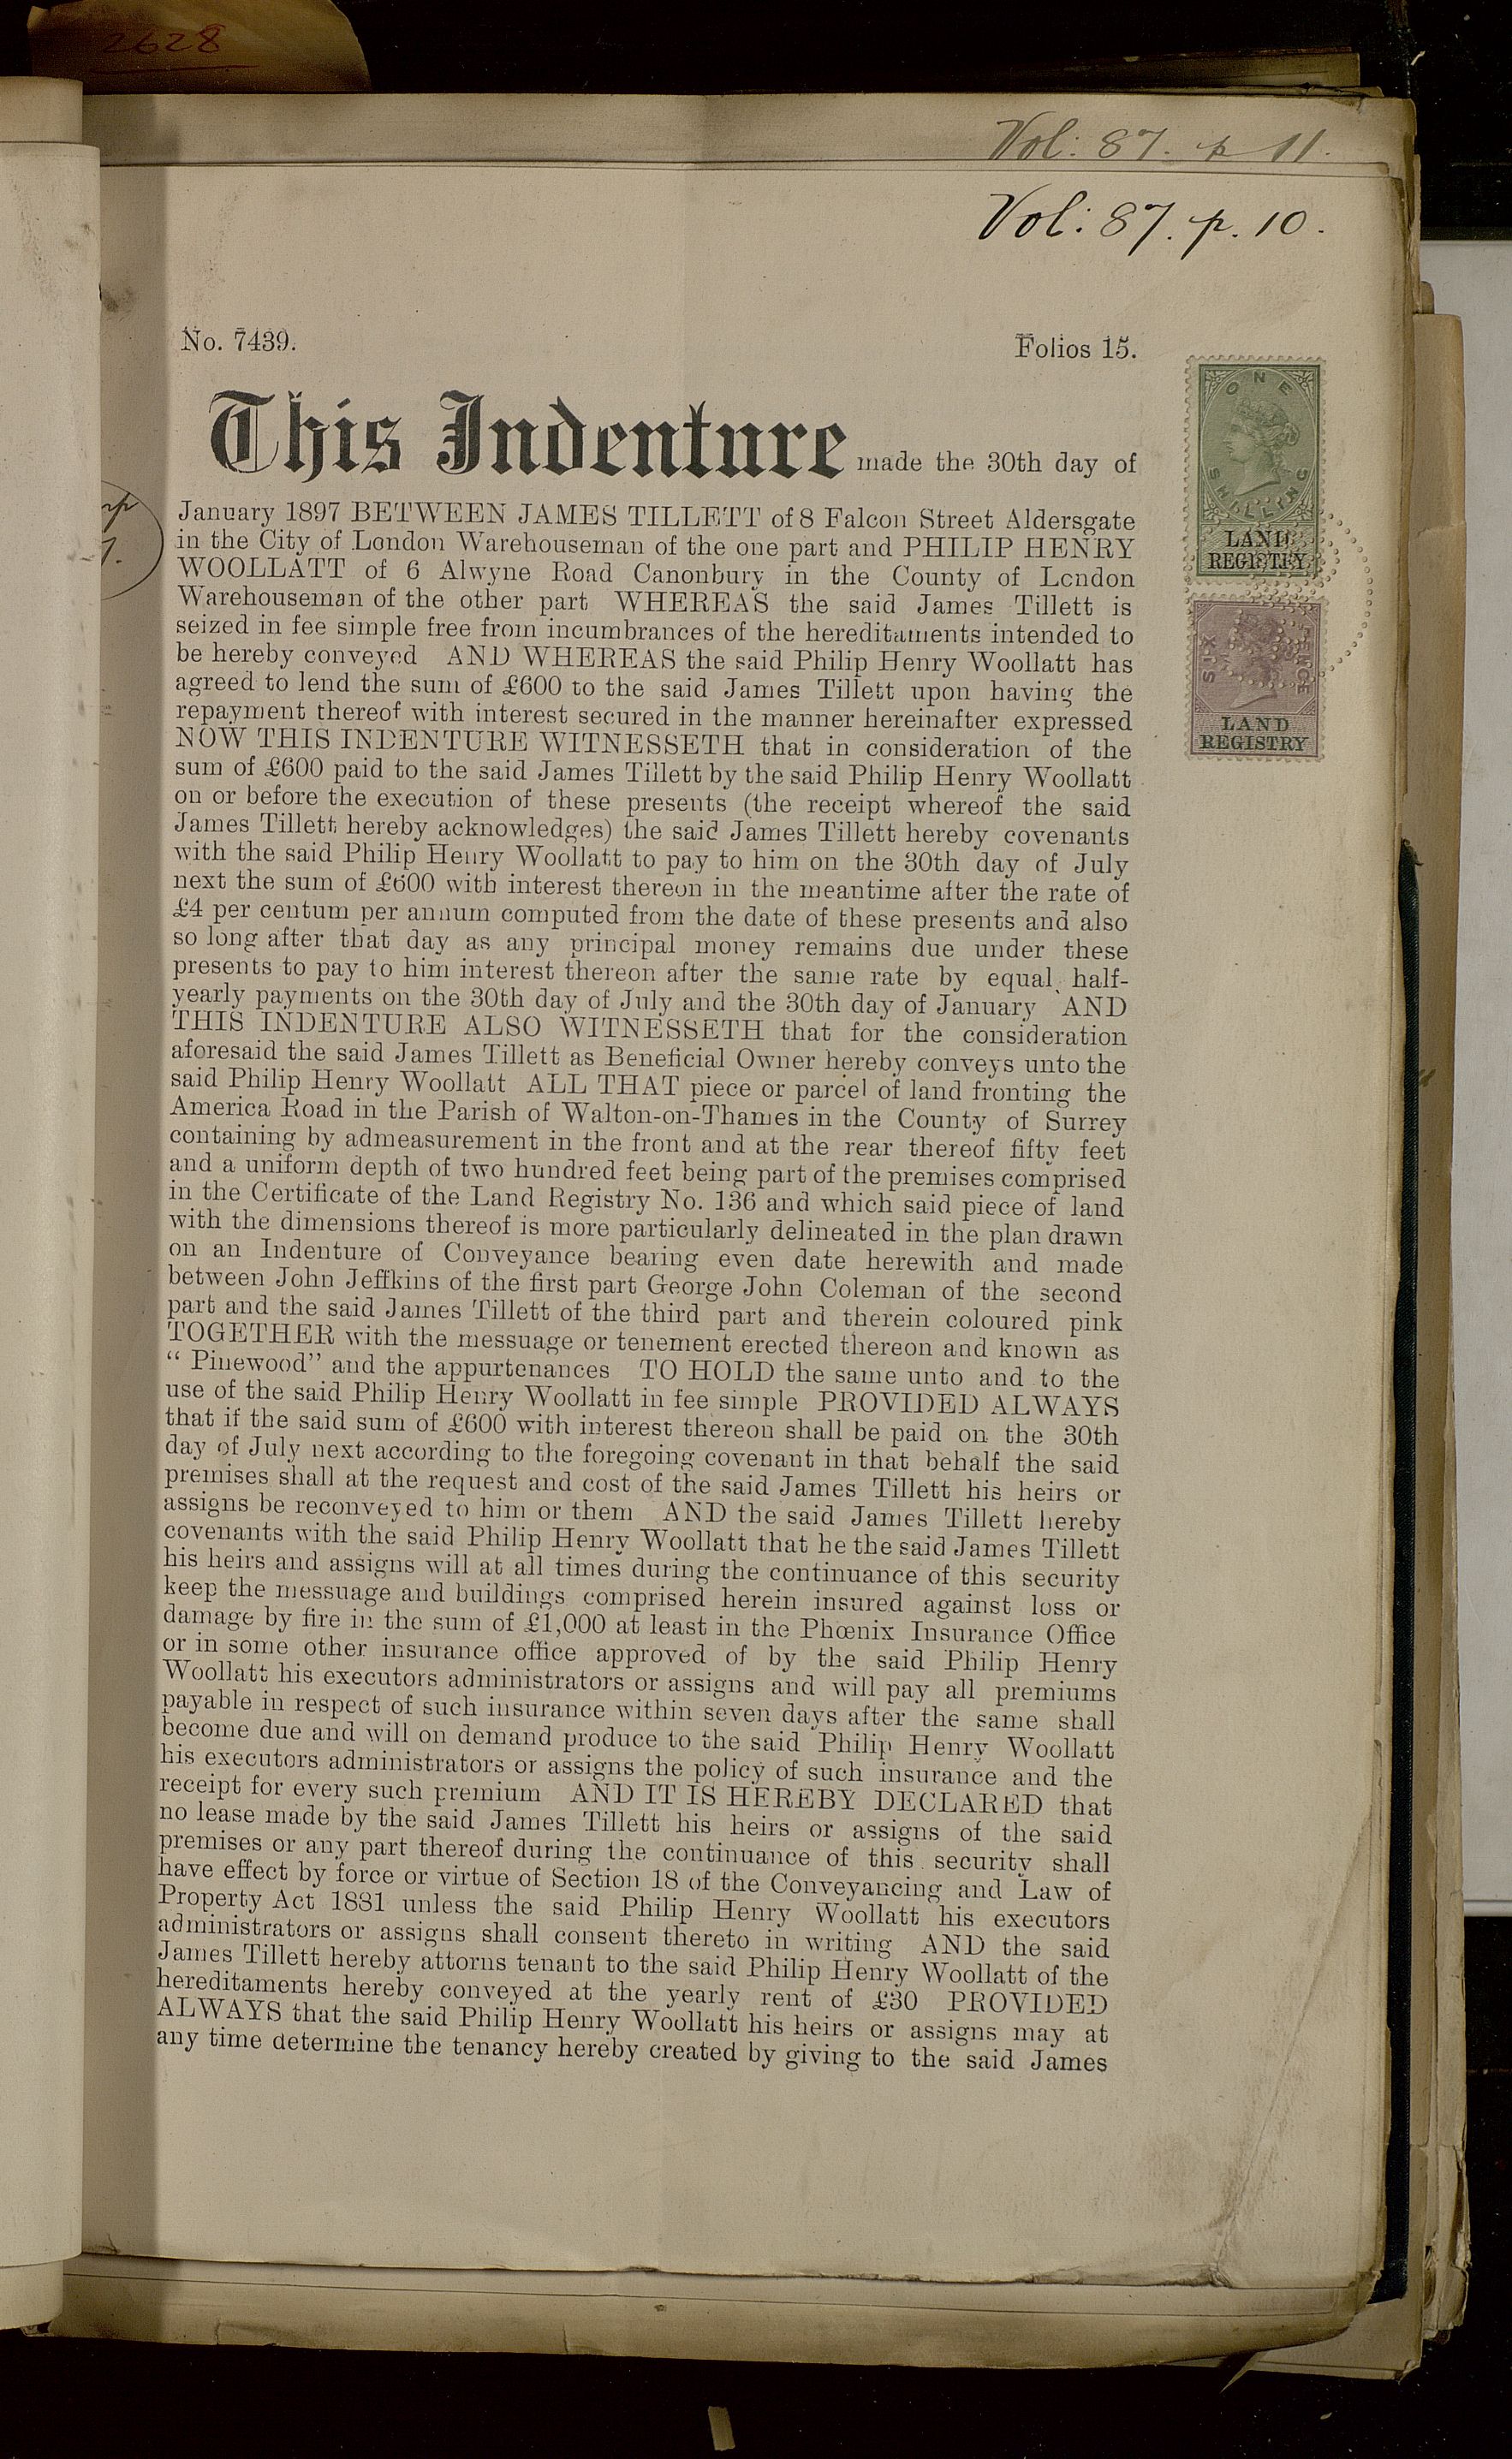 2628
Vol: 87. p 11.
Vol: 87. p. 10.
No. 7439.
Folios 15.
This Indenture made the 30th day of
January 1897 BETWEEN JAMES TILLETT of 8 Falcon Street Aldersgate
in the City of London Warehouseman of the one part and PHILIP HENRY
WOOLLATT of 6 Alwyne Road Canonbury in the County of London
Warehouseman of the other part WHEREAS the said James Tillett is
seized in fee simple free from incumbrances of the hereditaments intended to
be hereby conveyed AND WHEREAS the said Philip Henry Woollatt has
agreed to lend the sum of £600 to the said James Tillett upon having the
repayment thereof with interest secured in the manner hereinafter expressed
NOW THIS INDENTURE WITNESSETH that in consideration of the
sum of £600 paid to the said James Tillett by the said Philip Henry Woollatt
on or before the execution of these presents (the receipt whereof the said
James Tillett hereby acknowledges) the said James Tillett hereby covenants
with the said Philip Henry Woollatt to pay to him on the 30th day of July
next the sum of £600 with interest thereon in the meantime after the rate of
£4 per centum per annum computed from the date of these presents and also
so long after that day as any principal money remains due under these
presents to pay to him interest thereon after the same rate by equal half-
yearly payments on the 30th day of July and the 30th day of January AND
THIS INDENTURE ALSO WITNESSETH that for the consideration
aforesaid the said James Tillett as Beneficial Owner hereby conveys unto the
said Philip Henry Woollatt ALL THAT piece or parcel of land fronting the
America Road in the Parish of Walton-on-Thames in the County of Surrey
containing by admeasurement in the front and at the rear thereof fifty feet
and a uniform depth of two hundred feet being part of the premises comprised
in the Certificate of the Land Registry No. 136 and which said piece of land
with the dimensions thereof is more particularly delineated in the plan drawn
on an Indenture of Conveyance bearing even date herewith and made
between John Jeffkins of the first part George John Coleman of the second
part and the said James Tillett of the third part and therein coloured pink
TOGETHER with the messuage or tenement erected thereon and known as
“ Pinewood” and the appurtenances TO HOLD the same unto and to the
use of the said Philip Henry Woollatt in fee simple PROVIDED ALWAYS
that if the said sum of £600 with interest thereon shall be paid on the 30th
day of July next according to the foregoing covenant in that behalf the said
premises shall at the request and cost of the said James Tillett his heirs or
assigns be reconveyed to him or them AND the said James Tillett hereby
covenants with the said Philip Henry Woollatt that he the said James Tillett
his heirs and assigns will at all times during the continuance of this security
keep the messuage and buildings comprised herein insured against loss or
damage by fire in the sum of £1,000 at least in the Phœnix Insurance Office
or in some other insurance office approved of by the said Philip Henry
Woollatt his executors administrators or assigns and will pay all premiums
payable in respect of such insurance within seven days after the same shall
become due and will on demand produce to the said Philip Henry Woollatt
his executors administrators or assigns the policy of such insurance and the
receipt for every such premium AND IT IS HEREBY DECLARED that
no lease made by the said James Tillett his heirs or assigns of the said
premises or any part thereof during the continuance of this security shall
have effect by force or virtue of Section 18 of the Conveyancing and Law of
Property Act 1881 unless the said Philip Henry Woollatt his executors
administrators or assigns shall consent thereto in writing AND the said
James Tillett hereby attorns tenant to the said Philip Henry Woollatt of the
hereditaments hereby conveyed at the yearly rent of £30 PROVIDED
ALWAYS that the said Philip Henry Woollatt his heirs or assigns may at
any time determine the tenancy hereby created by giving to the said James
ONE
SHILLING
LAND
REGISTRY
SIX PENCE
LAND
REGISTRY